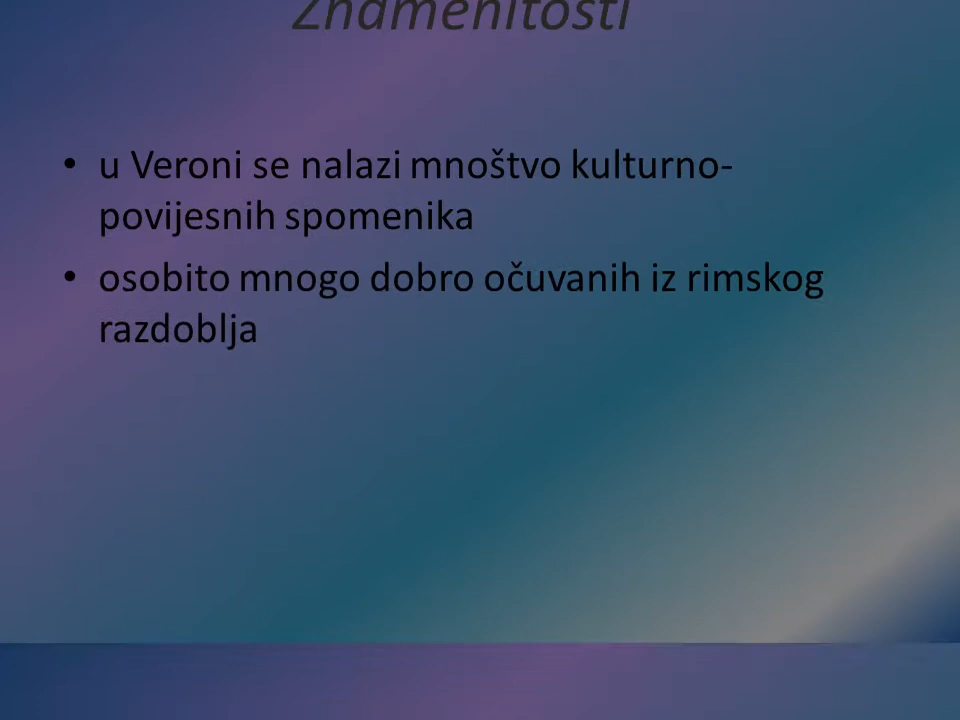 Znamenitosti
• u Veroni se nalazi mnoštvo kulturno-
povijesnih spomenika
• osobito mnogo dobro očuvanih iz rimskog
razdoblja